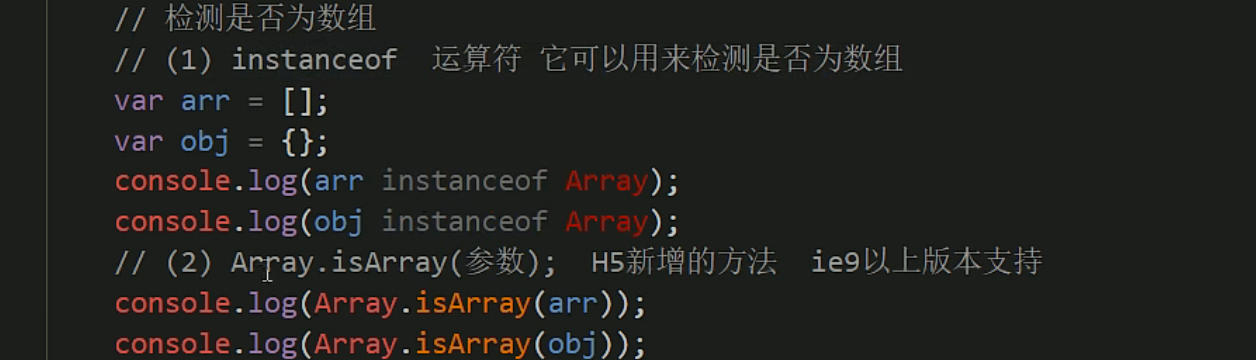 // 检测是否为数组
// (1) instanceof  运算符 它可以用来检测是否为数组
var arr = [];
var obj = {};
console.log(arr instanceof Array);
console.log(obj instanceof Array);
// (2) Array.isArray(参数);  H5新增的方法  ie9以上版本支持
console.log(Array.isArray(arr));
console.log(Array.isArray(obj));